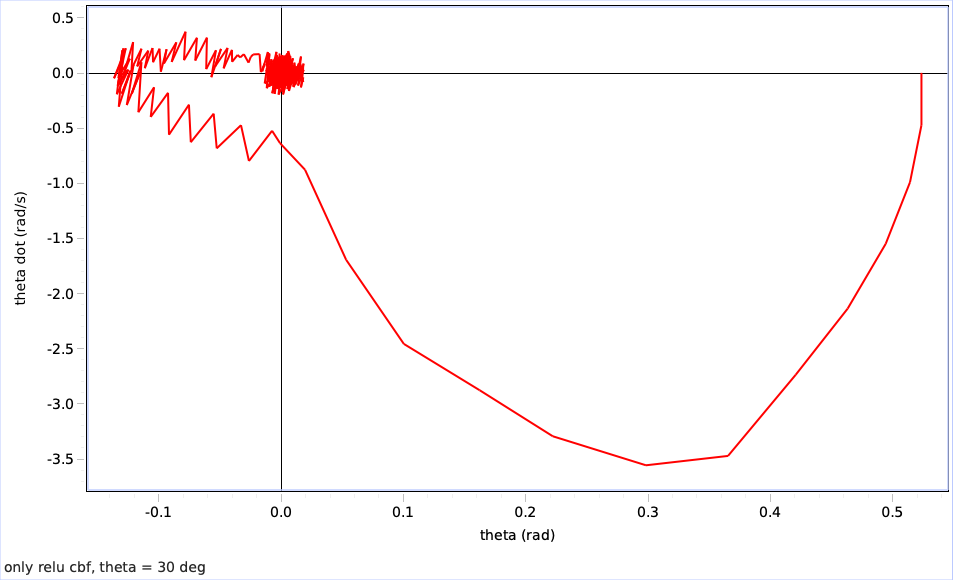 0.5
0.0
-0.5
-1.0
-1.5
-2.0
-2.5
-3.0
-3.5
theta dot (rad/s)
-0.1 0.0 0.1 0.2 0.3 0.4 0.5
theta (rad)
only relu cbf, theta = 30 deg